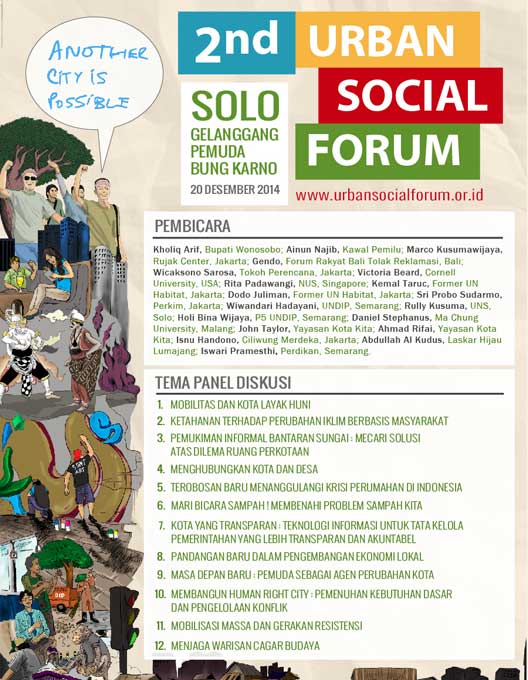 ANOTHER
CITY IS
POSSIBLE
2nd URBAN
SOCIAL
FORUM
SOLO
GELANGGANG
PEMUDA
BUNG KARNO
20 DESEMBER 2014
www.urbansocialforum.or.id
PEMBICARA
Kholiq Arif, Bupati Wonosobo; Ainun Najib, Kawal Pemilu; Marco Kusumawijaya,
Rujak Center, Jakarta; Gendo, Forum Rakyat Bali Tolak Reklamasi, Bali;
Wicaksono Sarosa, Tokoh Perencana, Jakarta; Victoria Beard, Cornell
University, USA; Rita Padawangi, NUS, Singapore; Kemal Taruc, Former UN
Habitat, Jakarta; Dodo Juliman, Former UN Habitat, Jakarta; Sri Probo Sudarmo,
Perkim, Jakarta; Wiwandari Hadayani, UNDIP, Semarang; Rully Kusuma, UNS,
Solo; Holi Bina Wijaya, P5 UNDIP, Semarang; Daniel Stephanus, Ma Chung
University, Malang; John Taylor, Yayasan Kota Kita; Ahmad Rifai, Yayasan Kota
Kita; Isnu Handono, Ciliwung Merdeka, Jakarta; Abdullah Al Kudus, Laskar Hijau
Lumajang; Iswari Pramesthi, Perdikan, Semarang.
TEMA PANEL DISKUSI
1. MOBILITAS DAN KOTA LAYAK HUNI
2. KETAHANAN TERHADAP PERUBAHAN IKLIM BERBASIS MASYARAKAT
3. PEMUKIMAN INFORMAL BANTARAN SUNGAI : MECARI SOLUSI
ATAS DILEMA RUANG PERKOTAAN
4. MENGHUBUNGKAN KOTA DAN DESA
5. TEROBOSAN BARU MENANGGULANGI KRISI PERUMAHAN DI INDONESIA
6. MARI BICARA SAMPAH ! MEMBENAHI PROBLEM SAMPAH KITA
7. KOTA YANG TRANSPARAN : TEKNOLOGI INFORMASI UNTUK TATA KELOLA
PEMERINTAHAN YANG LEBIH TRANSPARAN DAN AKUNTABEL
8. PANDANGAN BARU DALAM PENGEMBANGAN EKONOMI LOKAL
9. MASA DEPAN BARU : PEMUDA SEBAGAI AGEN PERUBAHAN KOTA
10. MEMBANGUN HUMAN RIGHT CITY : PEMENUHAN KEBUTUHAN DASAR
DAN PENGELOLAAN KONFLIK
11. MOBILISASI MASSA DAN GERAKAN RESISTENSI
12. MENJAGA WARISAN CAGAR BUDAYA